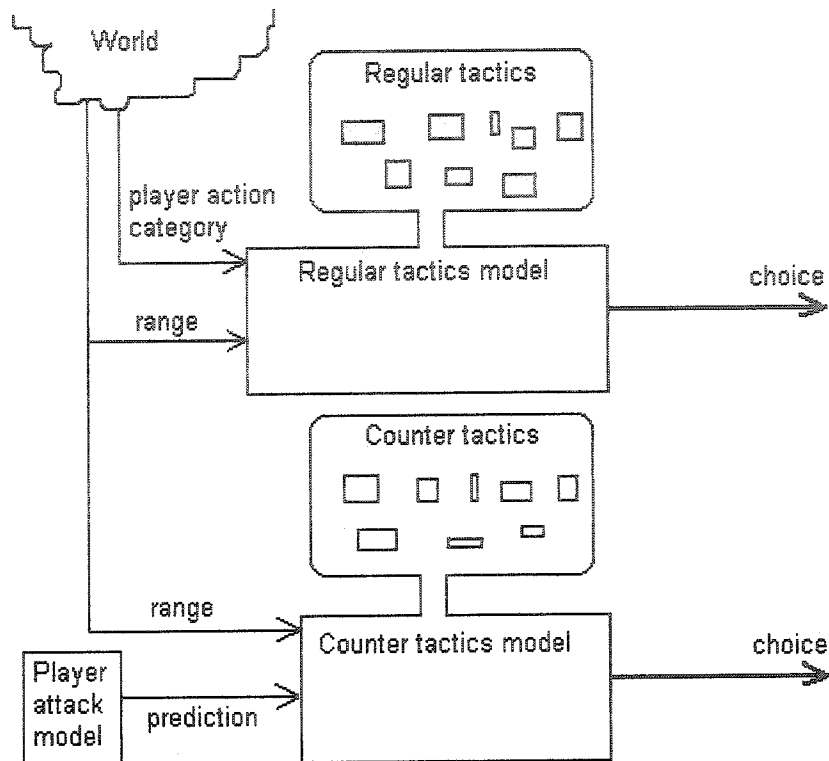 World
Regular tactics
player action
category
Regular tactics model
choice
range
Counter tactics
range
Counter tactics model
choice
Player
attack
model
prediction